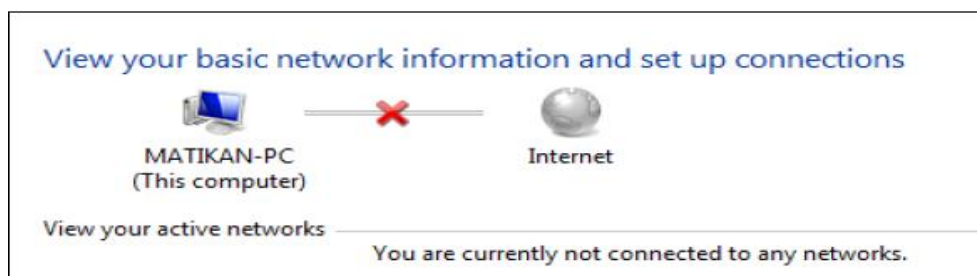 View your basic network information and set up connections
MATIKAN-PC
(This computer)
Internet
View your active networks
You are currently not connected to any networks.